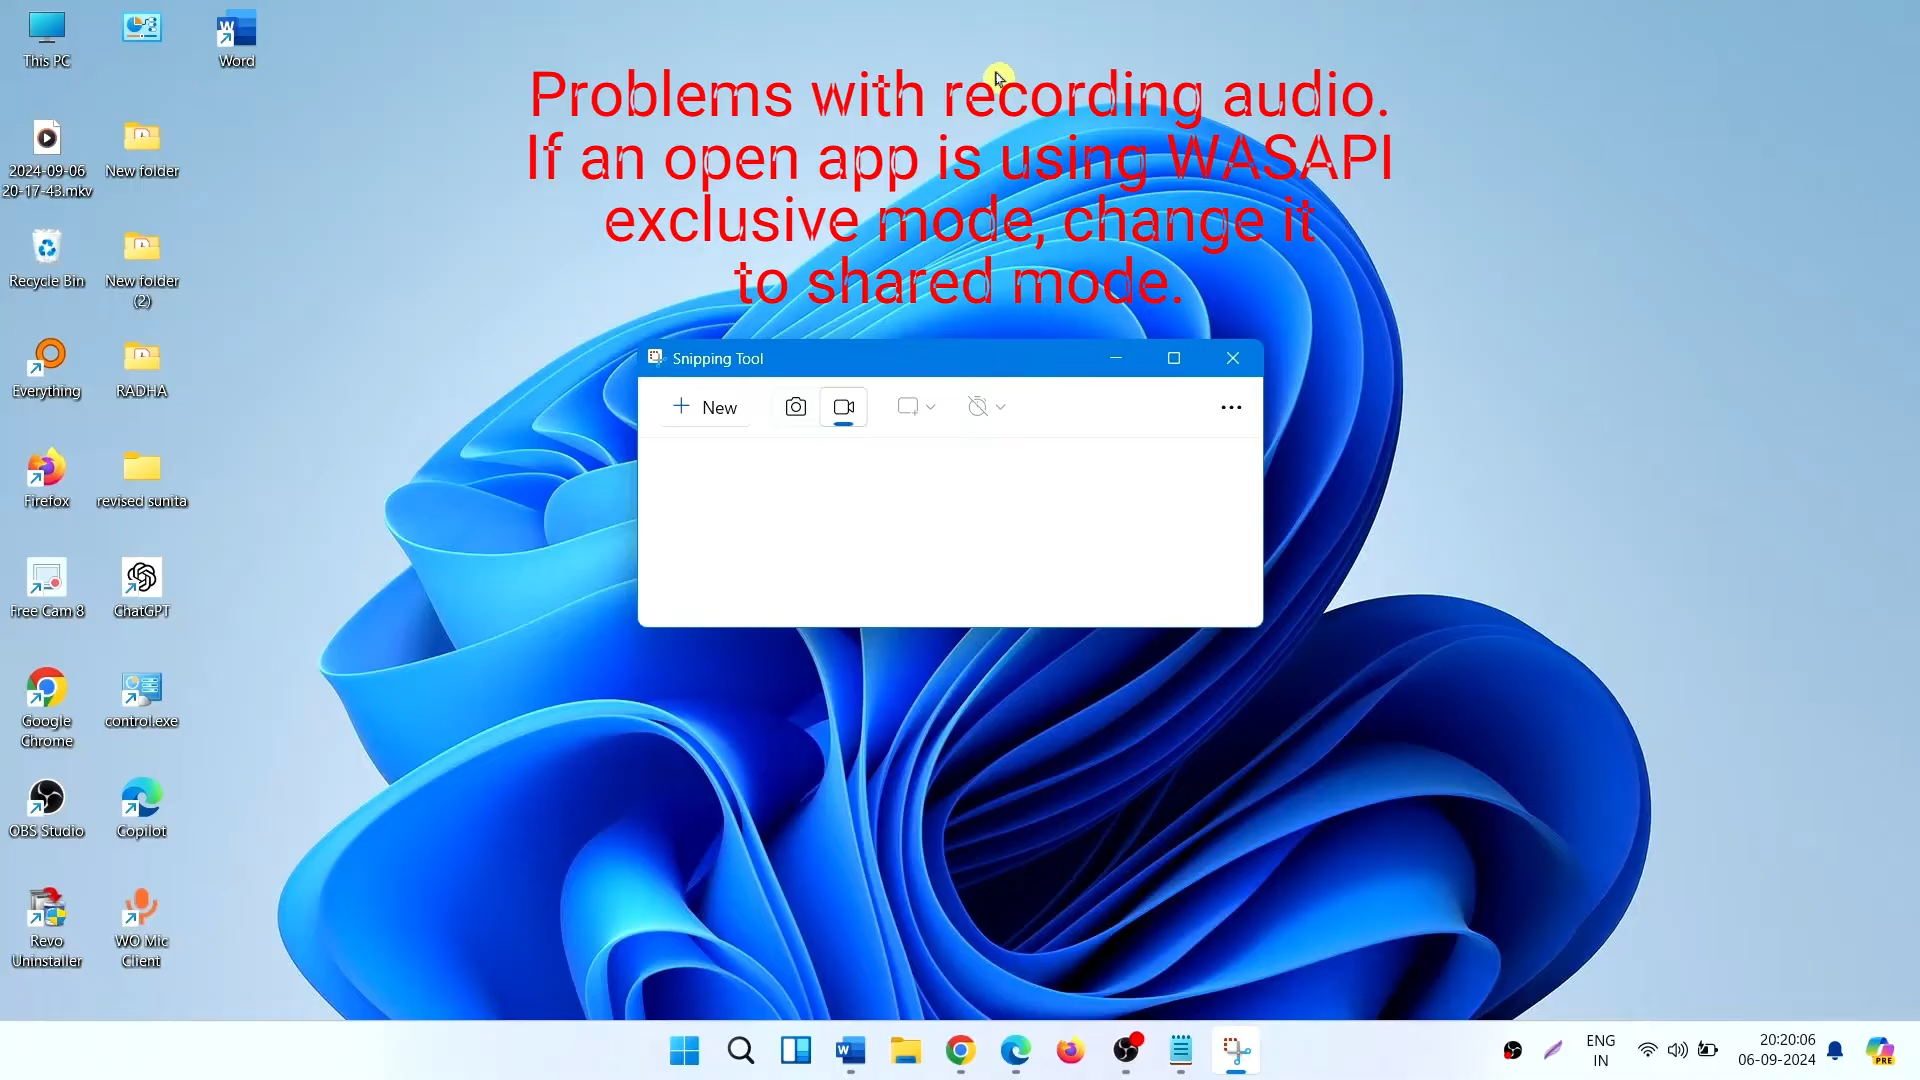 Problems with recording audio.
If an open app is using WASAPI
exclusive mode, change it
to shared mode.
This PC
Word
2024-09-06
20-17-43.mkv
New folder
Recycle Bin
New folder
(2)
Everything
RADHA
Firefox
revised sunita
Free Cam 8
ChatGPT
Google
Chrome
control.exe
OBS Studio
Copilot
Revo
Uninstaller
WO Mic
Client
Snipping Tool
New
ENG
IN
20:20:06
06-09-2024
PRE